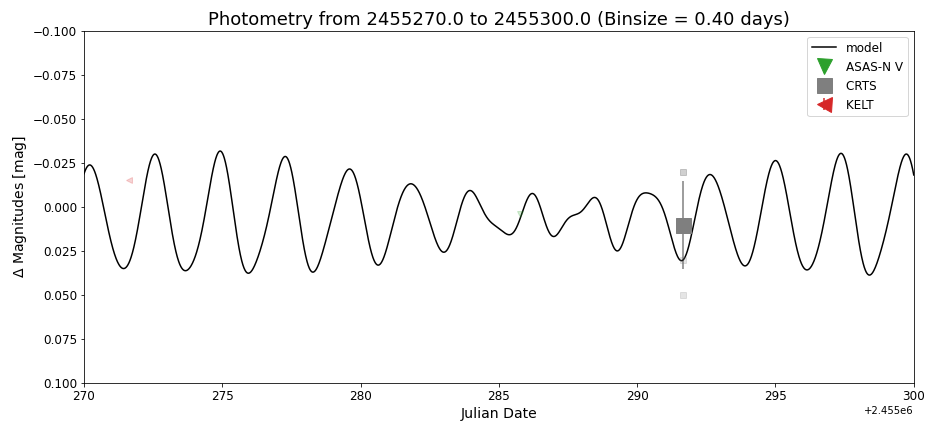 Photometry from 2455270.0 to 2455300.0 (Binsize = 0.40 days)
−0.100
−0.075
−0.050
−0.025
0.000
0.025
0.050
0.075
0.100
Δ Magnitudes [mag]
model
ASAS-N V
CRTS
KELT
270 275 280 285 290 295 300
+2.455e6
Julian Date